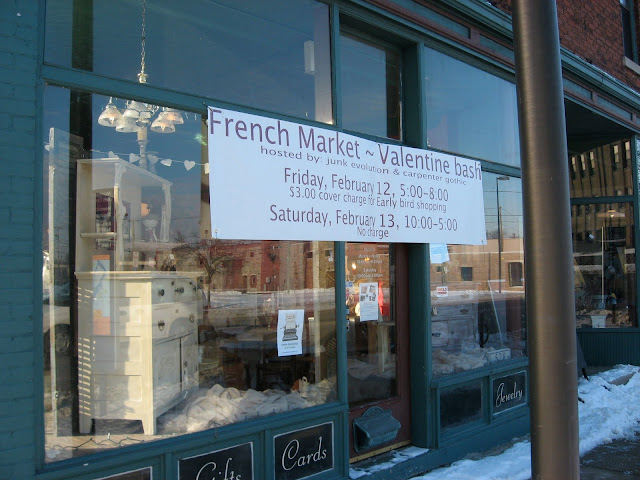 French Market ~ Valentine bash
hosted by: junk evolution & carpenter gothic
Friday, February 12, 5:00-8:00
$3.00 cover charge for Early bird shopping
Saturday, February 13, 10:00-5:00
No charge
Gifts
Cards
Jewelry